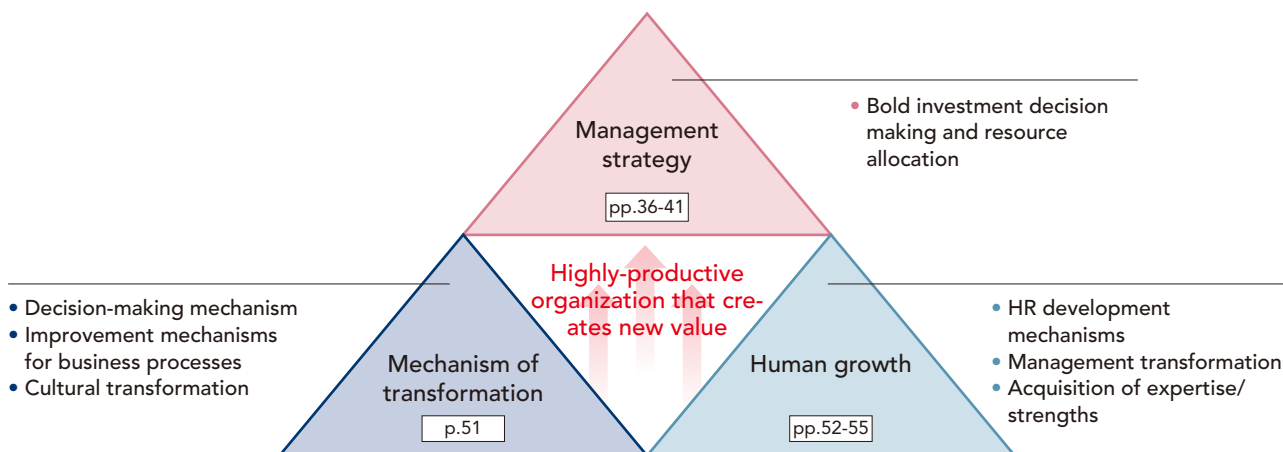 Management
strategy
pp.36-41
• Bold investment decision
making and resource
allocation
Highly-productive
organization that cre-
ates new value
• Decision-making mechanism
• Improvement mechanisms
for business processes
• Cultural transformation
Mechanism of
transformation
p.51
Human growth
pp.52-55
• HR development
mechanisms
• Management transformation
• Acquisition of expertise/
strengths